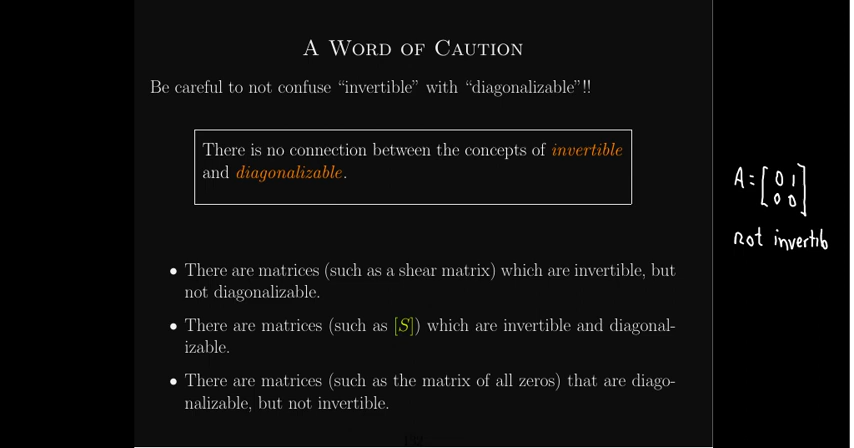 A WORD OF CAUTION
Be careful to not confuse “invertible” with “diagonalizable”!!
There is no connection between the concepts of invertible
and diagonalizable.
A = [ 0 1
0 0 ]
not invertib
• There are matrices (such as a shear matrix) which are invertible, but
not diagonalizable.
• There are matrices (such as [S]) which are invertible and diagonal-
izable.
• There are matrices (such as the matrix of all zeros) that are diago-
nalizable, but not invertible.